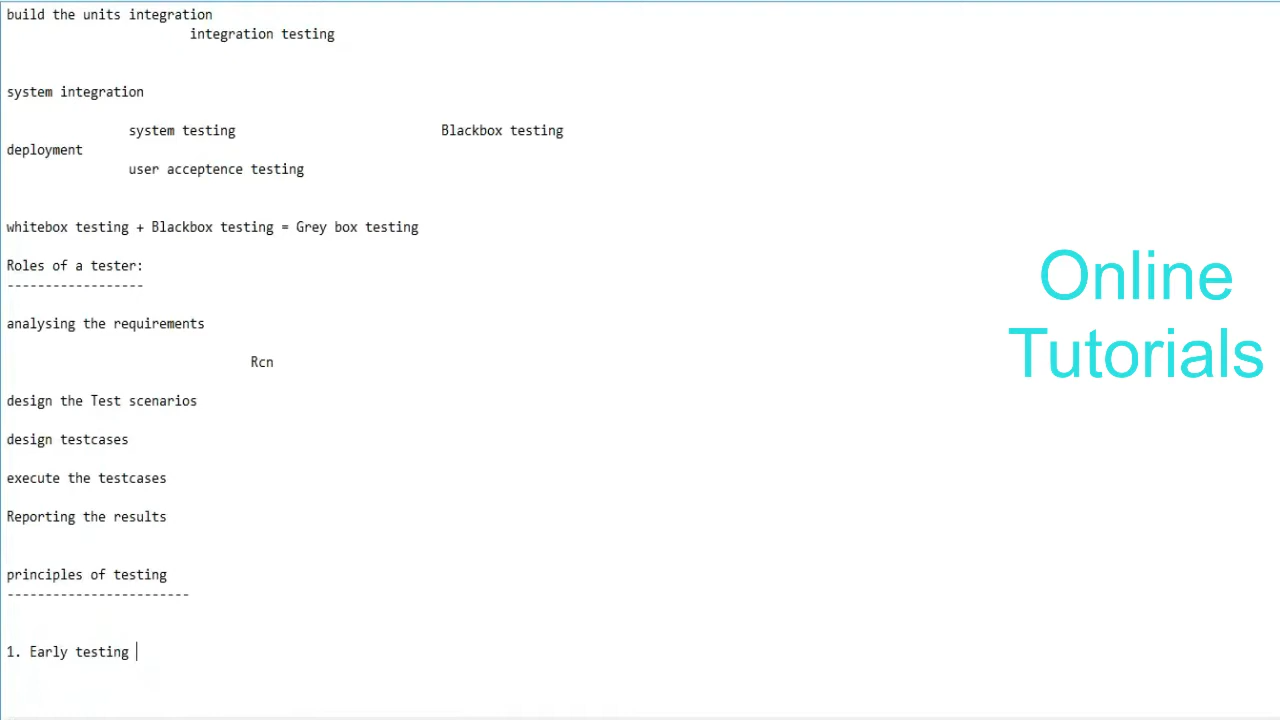 build the units integration
integration testing
system integration
system testing Blackbox testing
deployment
user acceptence testing
whitebox testing + Blackbox testing = Grey box testing
Roles of a tester:
------------------
analysing the requirements
Rcn
design the Test scenarios
design testcases
execute the testcases
Reporting the results
principles of testing
------------------------
1. Early testing
Online
Tutorials